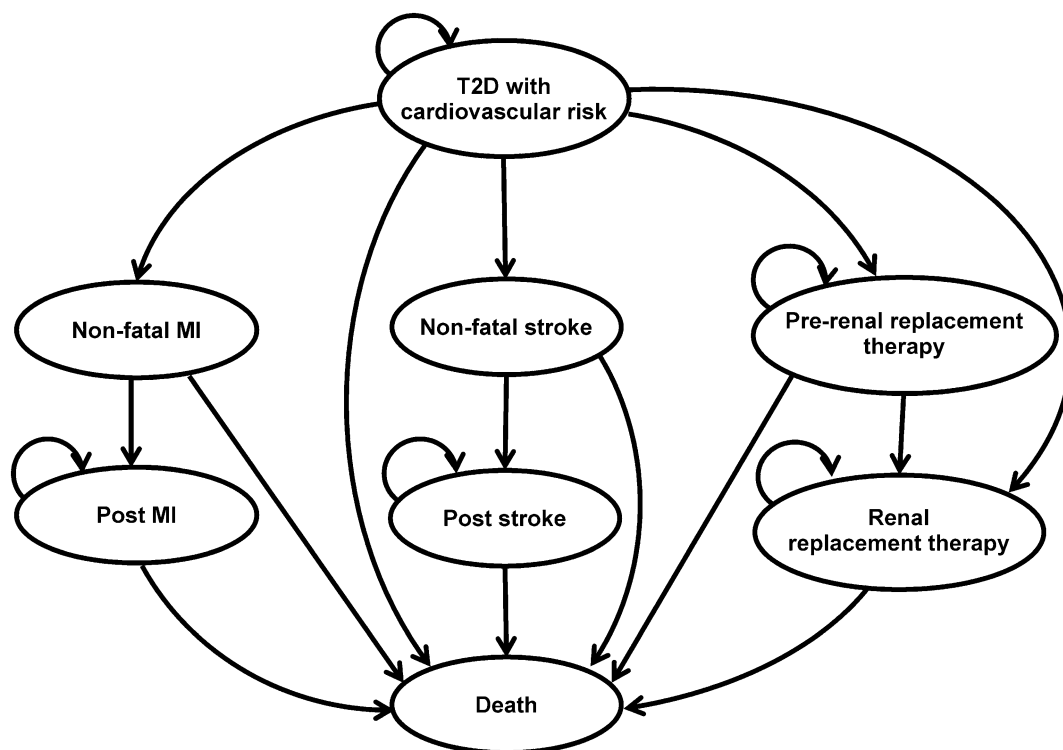 T2D with
cardiovascular risk
Non-fatal MI
Non-fatal stroke
Pre-renal replacement
therapy
Post MI
Post stroke
Renal
replacement therapy
Death